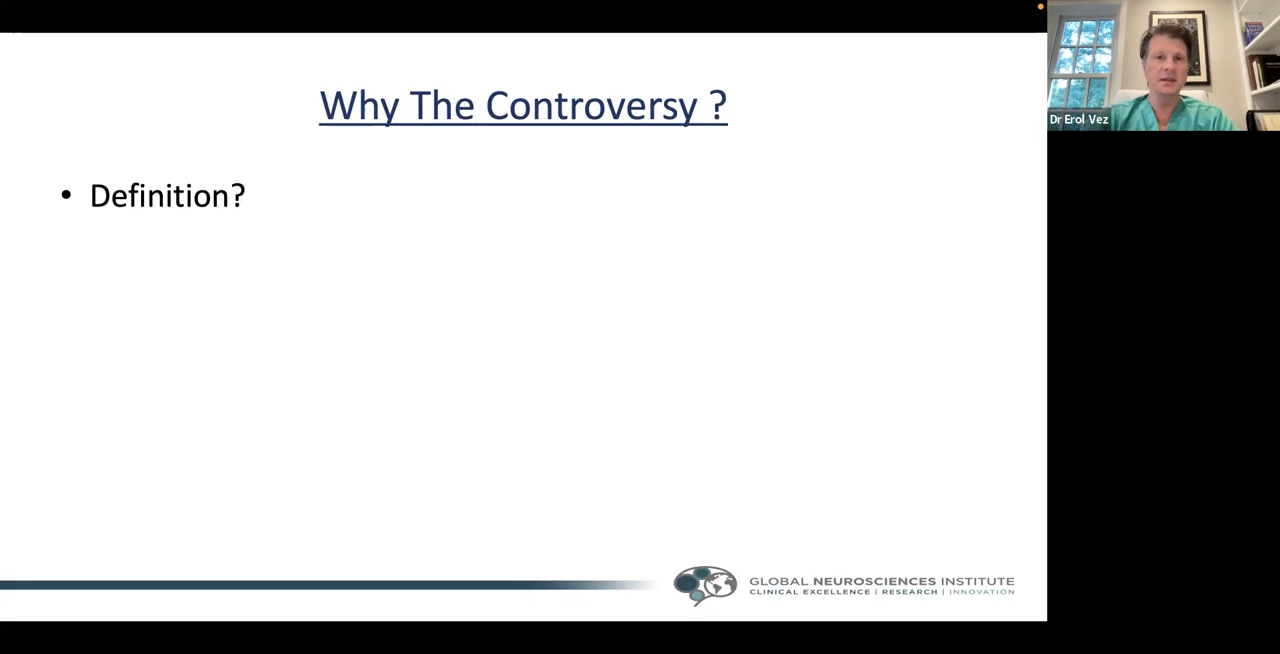 Why The Controversy ?
• Definition?
GLOBAL NEUROSCIENCES INSTITUTE
CLINICAL EXCELLENCE | RESEARCH | INNOVATION
Dr Erol Vez